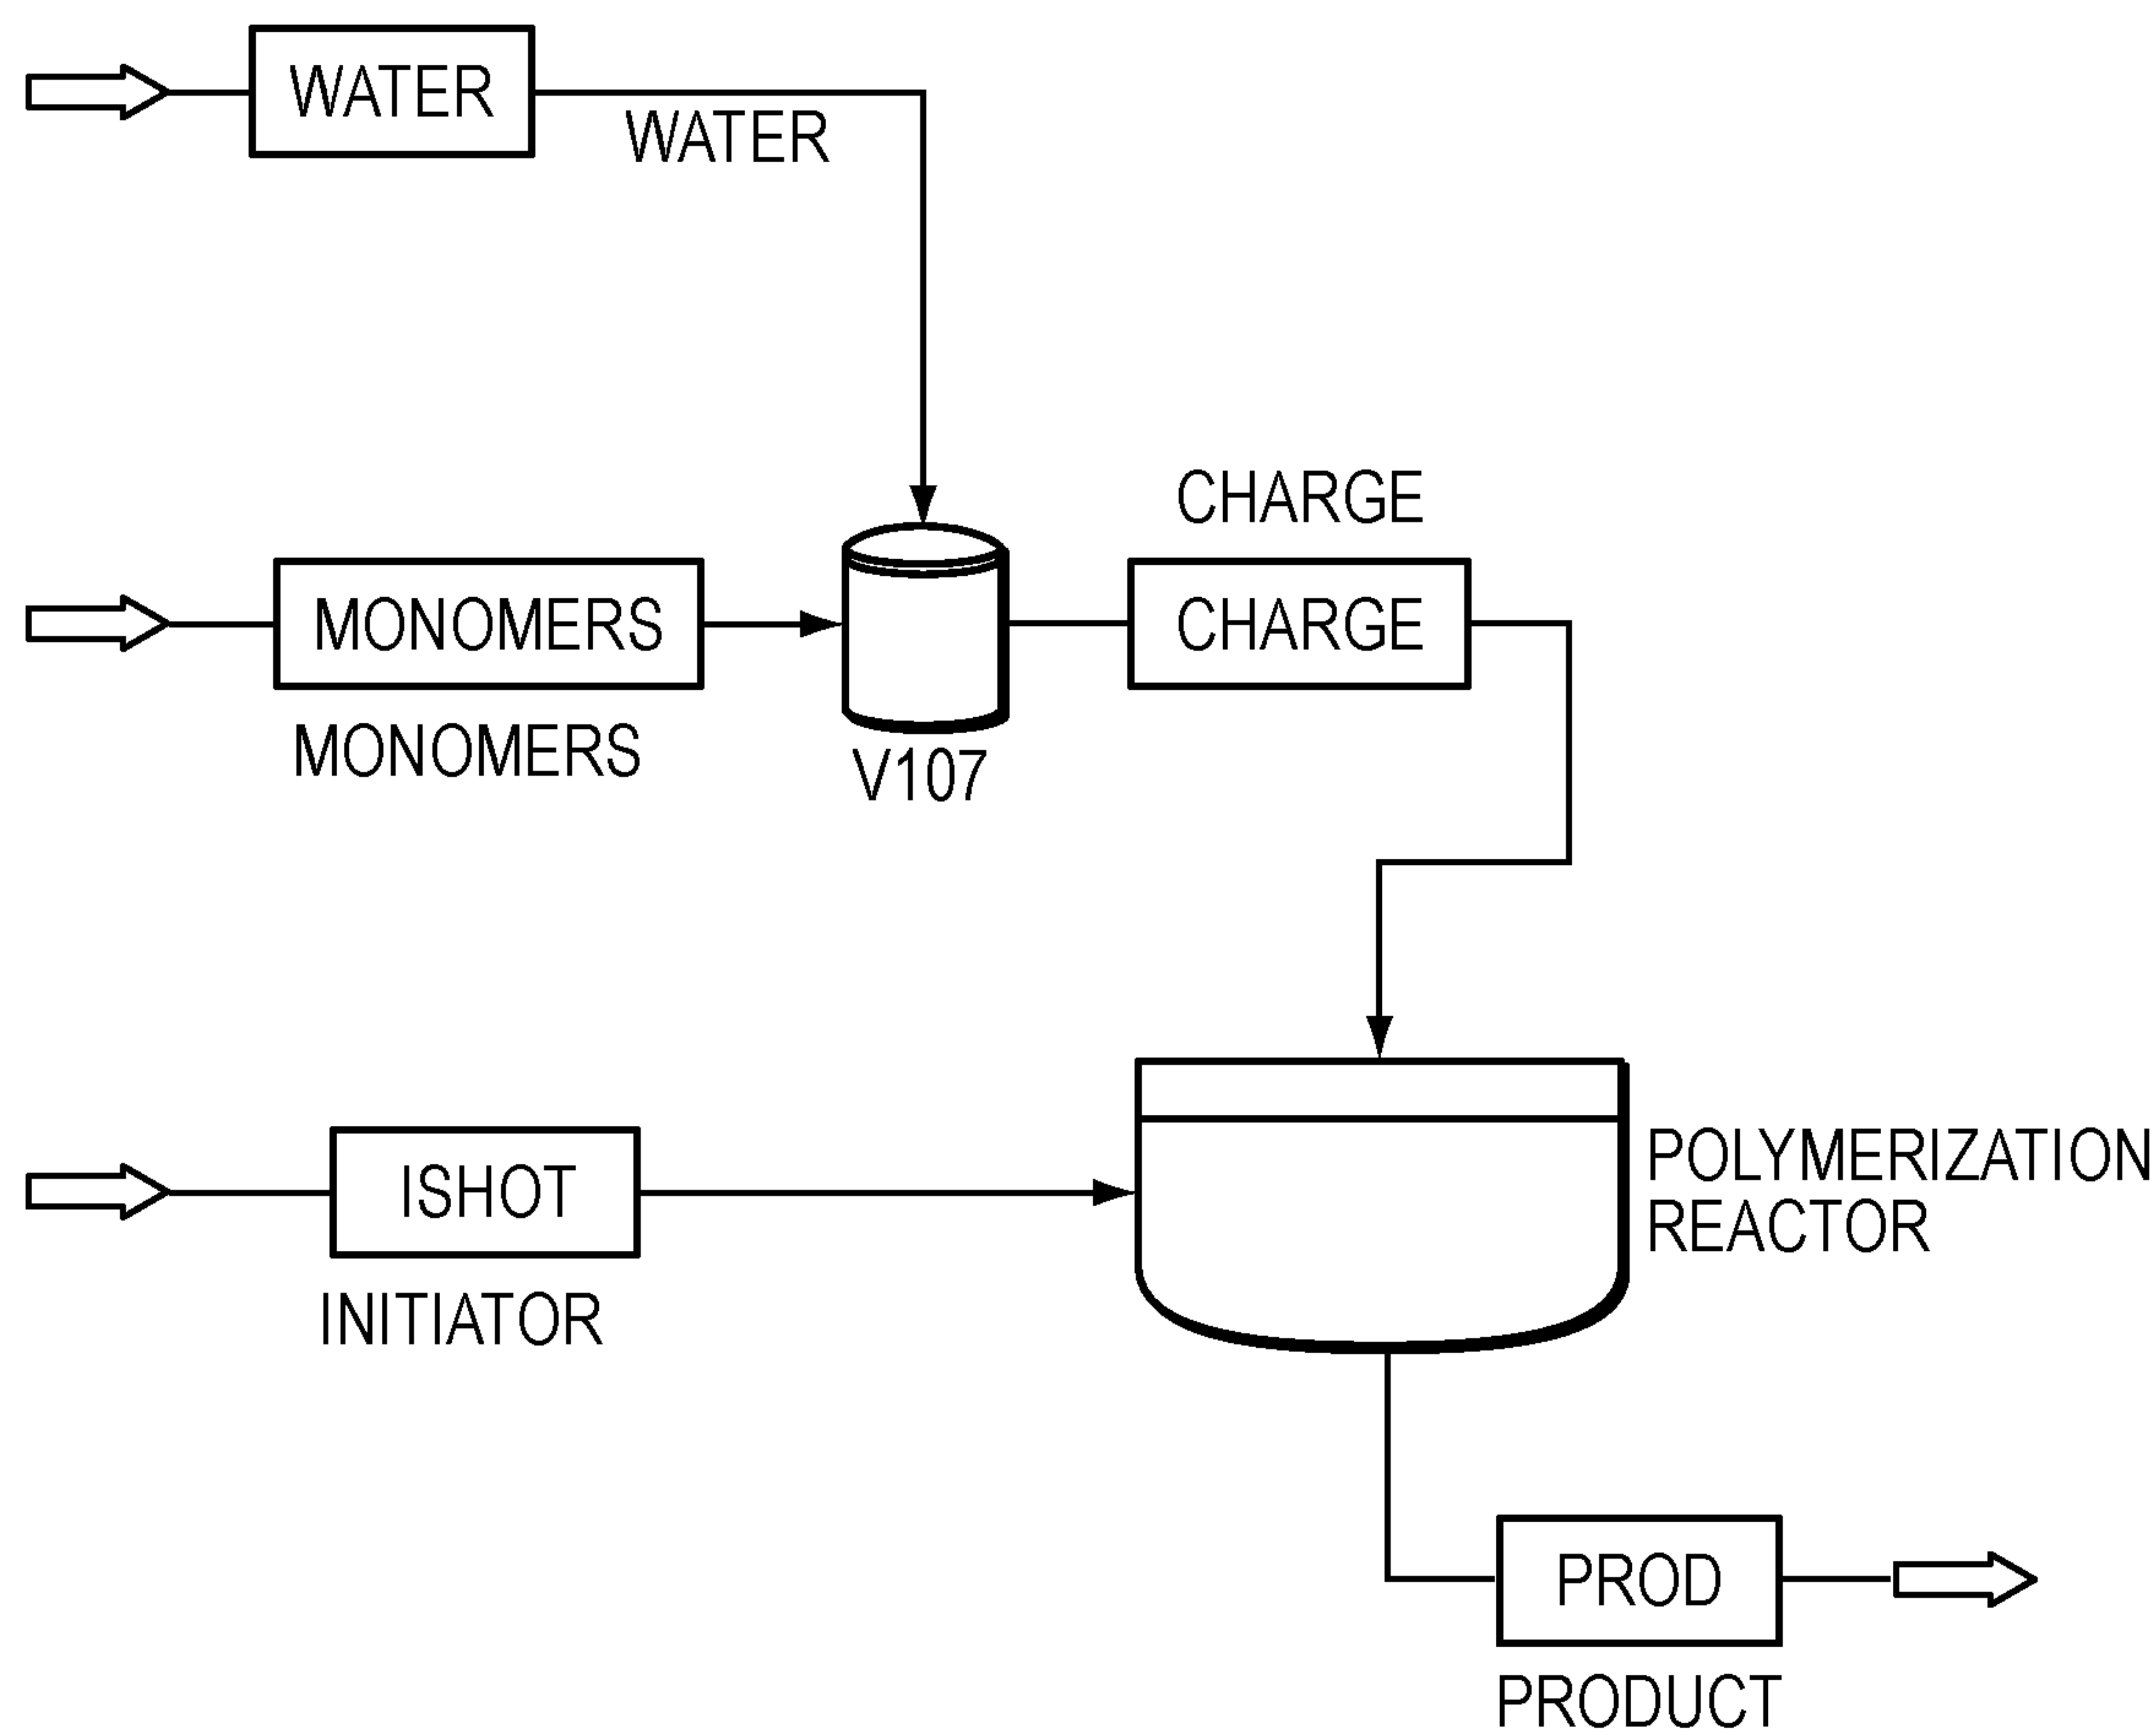 WATER
WATER
CHARGE
MONOMERS
CHARGE
MONOMERS
V107
ISHOT
POLYMERIZATION
REACTOR
INITIATOR
PROD
PRODUCT